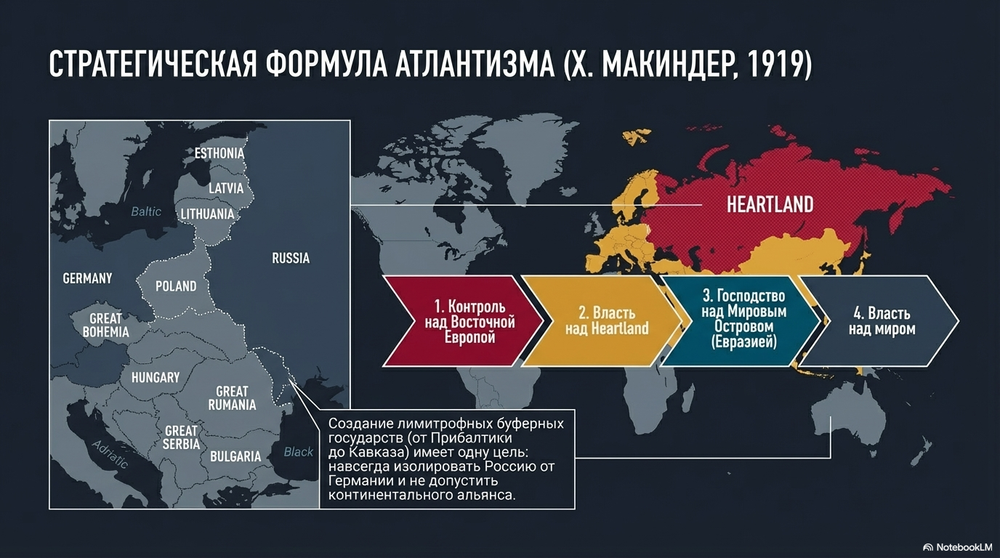 СТРАТЕГИЧЕСКАЯ ФОРМУЛА АТЛАНТИЗМА (Х. МАКИНДЕР, 1919)
ESTHONIA
LATVIA
Baltic
LITHUANIA
RUSSIA
GERMANY
POLAND
GREAT
BOHEMIA
HUNGARY
GREAT
RUMANIA
GREAT
SERBIA
Adriatic
BULGARIA
Black
HEARTLAND
1. Контроль
над Восточной
Европой
2. Власть
над Heartland
3. Господство
над Мировым
Островом
(Евразией)
4. Власть
над миром
Создание лимитрофных буферных
государств (от Прибалтики
до Кавказа) имеет одну цель:
навсегда изолировать Россию от
Германии и не допустить
континентального альянса.
NotebookLM